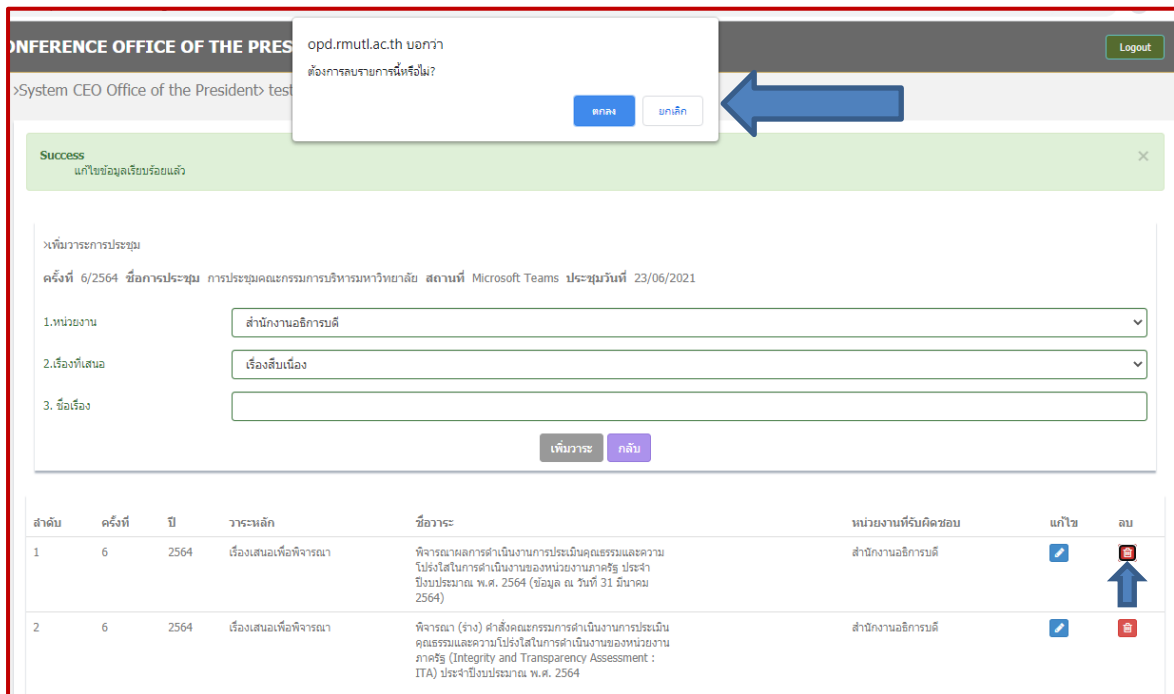 ONFERENCE OFFICE OF THE PRES
Logout
opd.rmutl.ac.th บอกว่า
ต้องการลบรายการนี้หรือไม่?
ตกลง ยกเลิก
>System CEO Office of the President> test
Success
แก้ไขข้อมูลเรียบร้อยแล้ว
×
>เพิ่มวาระการประชุม
ครั้งที่ 6/2564 ชื่อการประชุม การประชุมคณะกรรมการบริหารมหาวิทยาลัย สถานที่ Microsoft Teams ประชุมวันที่ 23/06/2021
1.หน่วยงาน สำนักงานอธิการบดี
2.เรื่องที่เสนอ เรื่องสืบเนื่อง
3. ชื่อเรื่อง
เพิ่มวาระ กลับ
ลำดับ ครั้งที่ ปี วาระหลัก ชื่อวาระ หน่วยงานที่รับผิดชอบ แก้ไข ลบ
1 6 2564 เรื่องเสนอเพื่อพิจารณา พิจารณาผลการดำเนินงานการประเมินคุณธรรมและความ สำนักงานอธิการบดี
โปร่งใสในการดำเนินงานของหน่วยงานภาครัฐ ประจำ
ปีงบประมาณ พ.ศ. 2564 (ข้อมูล ณ วันที่ 31 มีนาคม
2564)
2 6 2564 เรื่องเสนอเพื่อพิจารณา พิจารณา (ร่าง) คำสั่งคณะกรรมการดำเนินงานการประเมิน สำนักงานอธิการบดี
คุณธรรมและความโปร่งใสในการดำเนินงานของหน่วยงาน
ภาครัฐ (Integrity and Transparency Assessment :
ITA) ประจำปีงบประมาณ พ.ศ. 2564